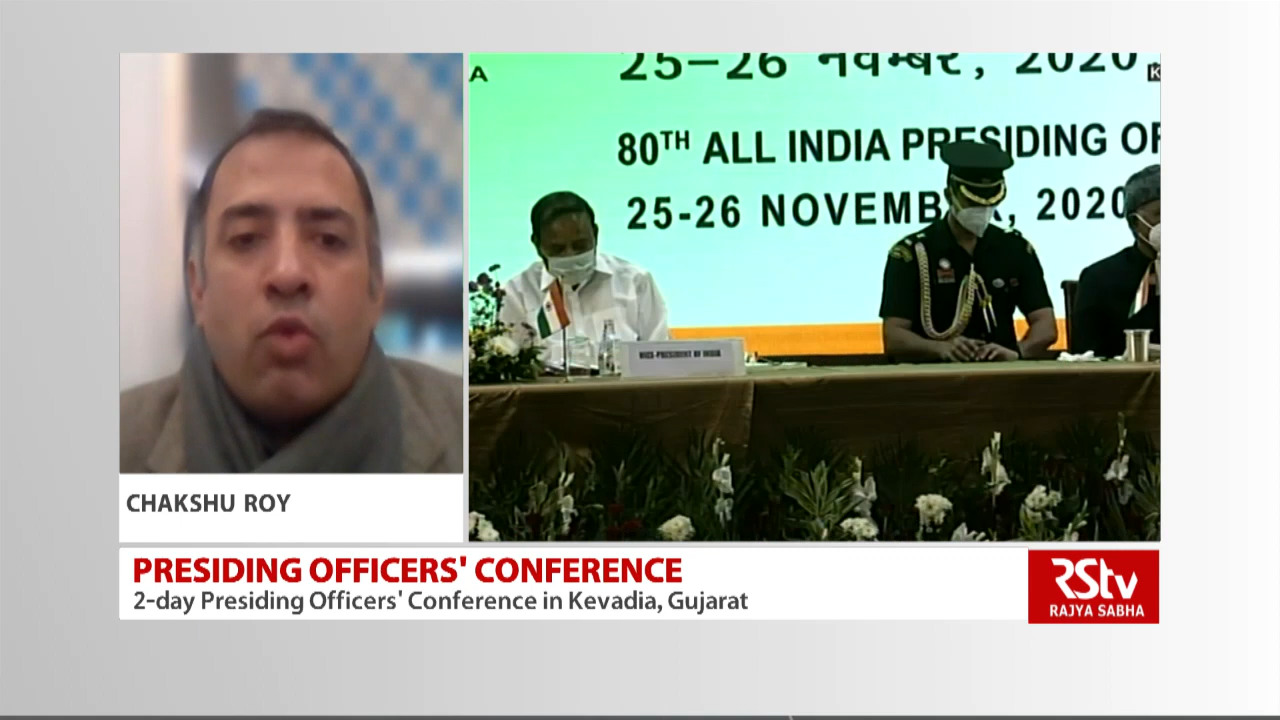 A
25–26 नवम्बर, 2020
80TH ALL INDIA PRESIDING OF
25-26 NOVEMBER, 2020
VICE-PRESIDENT OF INDIA
CHAKSHU ROY
PRESIDING OFFICERS' CONFERENCE
2-day Presiding Officers' Conference in Kevadia, Gujarat
RStv
RAJYA SABHA